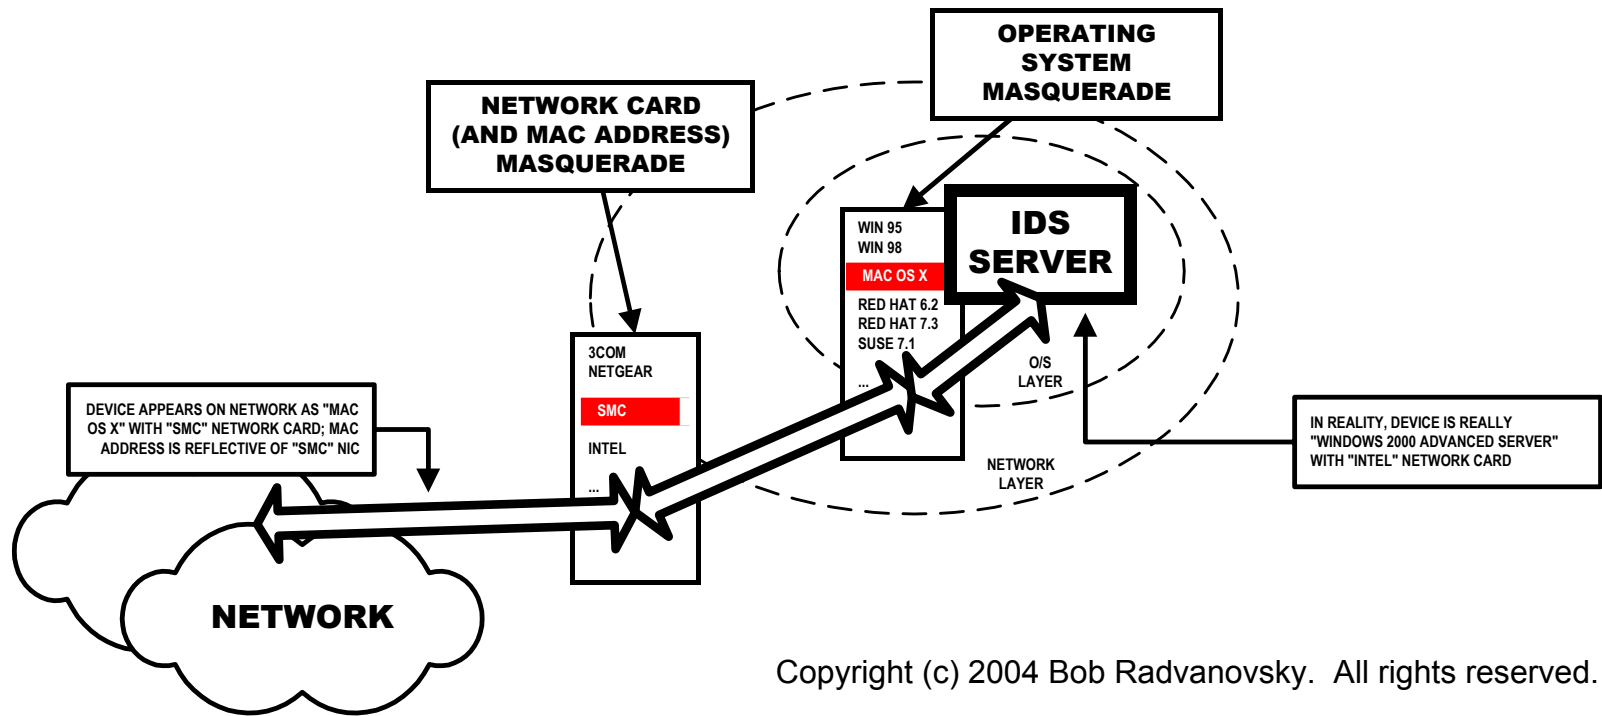 OPERATING
SYSTEM
MASQUERADE
NETWORK CARD
(AND MAC ADDRESS)
MASQUERADE
IDS
SERVER
WIN 95
WIN 98
MAC OS X
RED HAT 6.2
RED HAT 7.3
SUSE 7.1
...
O/S
LAYER
3COM
NETGEAR
SMC
INTEL
...
DEVICE APPEARS ON NETWORK AS "MAC
OS X" WITH "SMC" NETWORK CARD; MAC
ADDRESS IS REFLECTIVE OF "SMC" NIC
IN REALITY, DEVICE IS REALLY
"WINDOWS 2000 ADVANCED SERVER"
WITH "INTEL" NETWORK CARD
NETWORK
LAYER
NETWORK
Copyright (c) 2004 Bob Radvanovsky.  All rights reserved.